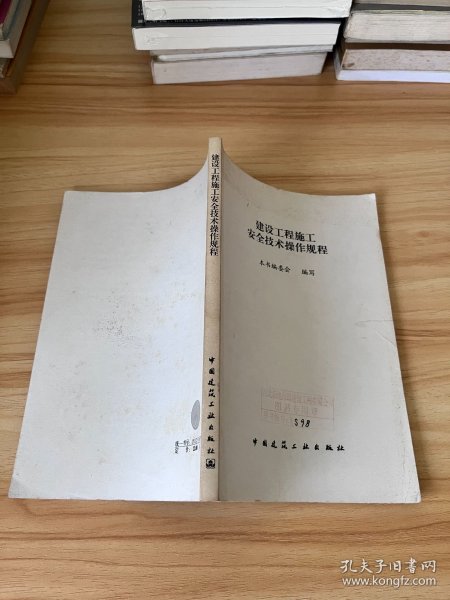 建设工程施工安全技术操作规程
中国建筑工业出版社
建设工程施工
安全技术操作规程
本书编委会 编写
598
中国建筑工业出版社
孔夫子旧书网
www.kongfz.com